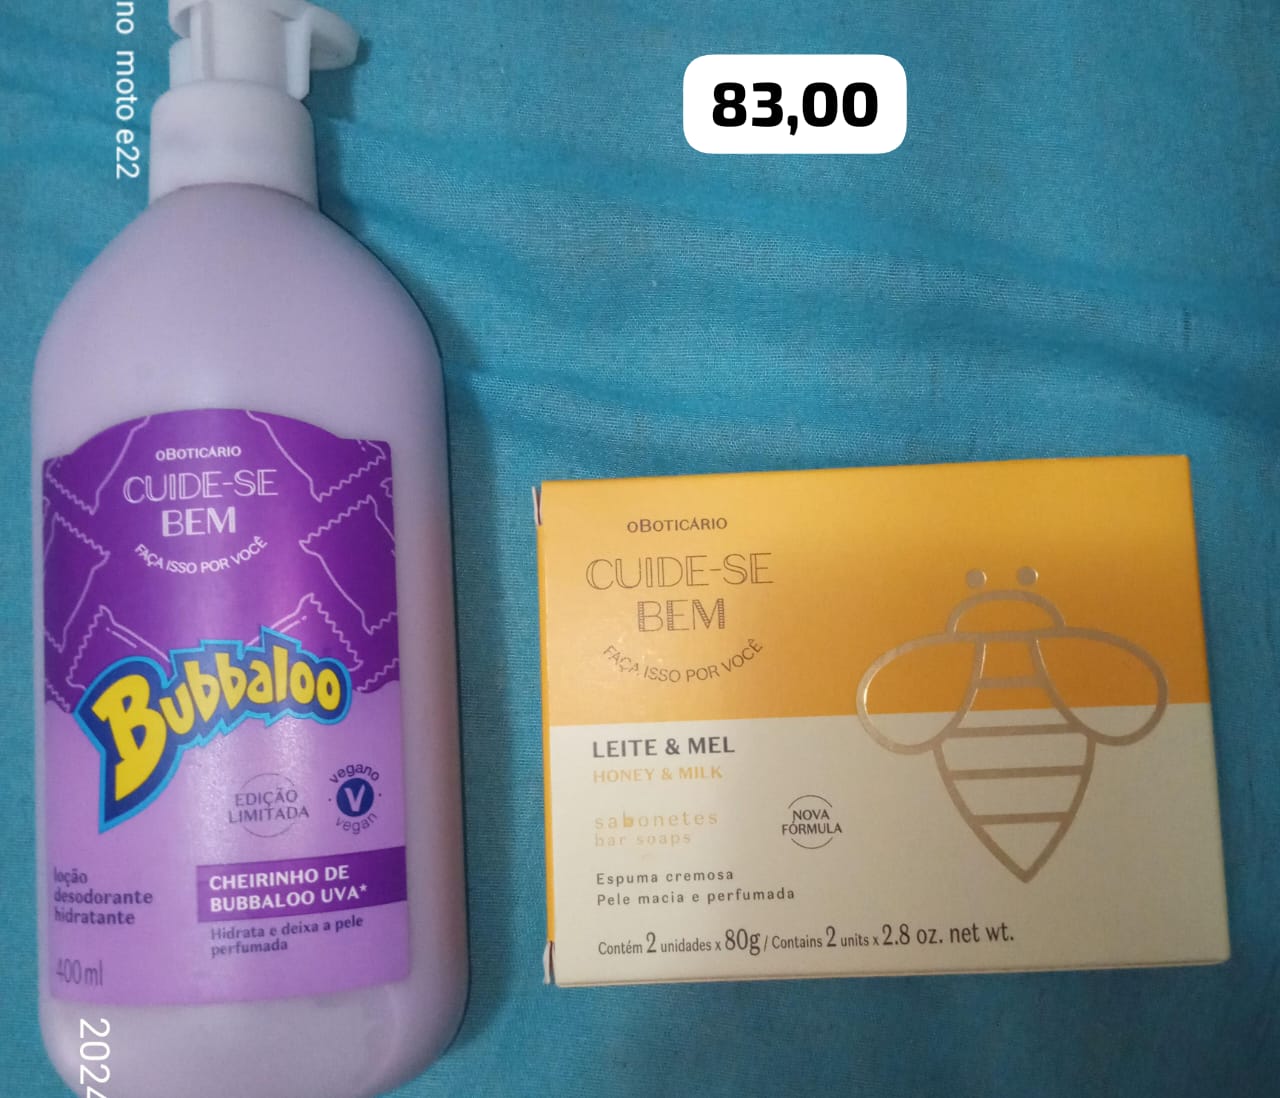 no moto e22
83,00
oBOTICÁRIO
CUIDE-SE
BEM
FAÇA ISSO POR VOCÊ
Bubbaloo
EDIÇÃO
LIMITADA
vegano
V
vegan
loção
desodorante
hidratante
CHEIRINHO DE
BUBBALOO UVA*
Hidrata e deixa a pele
perfumada
400 ml
2024
oBOTICÁRIO
CUIDE-SE
BEM
FAÇA ISSO POR VOCÊ
LEITE & MEL
HONEY & MILK
sabonetes
bar soaps
NOVA
FÓRMULA
Espuma cremosa
Pele macia e perfumada
Contém 2 unidades x 80g / Contains 2 units x 2.8 oz. net wt.